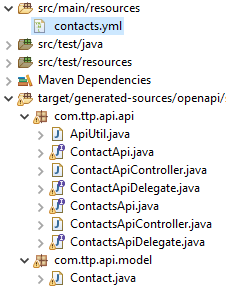 src/main/resources
contacts.yml
src/test/java
src/test/resources
Maven Dependencies
target/generated-sources/openapi/
com.ttp.api.api
ApiUtil.java
ContactApi.java
ContactApiController.java
ContactApiDelegate.java
ContactsApi.java
ContactsApiController.java
ContactsApiDelegate.java
com.ttp.api.model
Contact.java